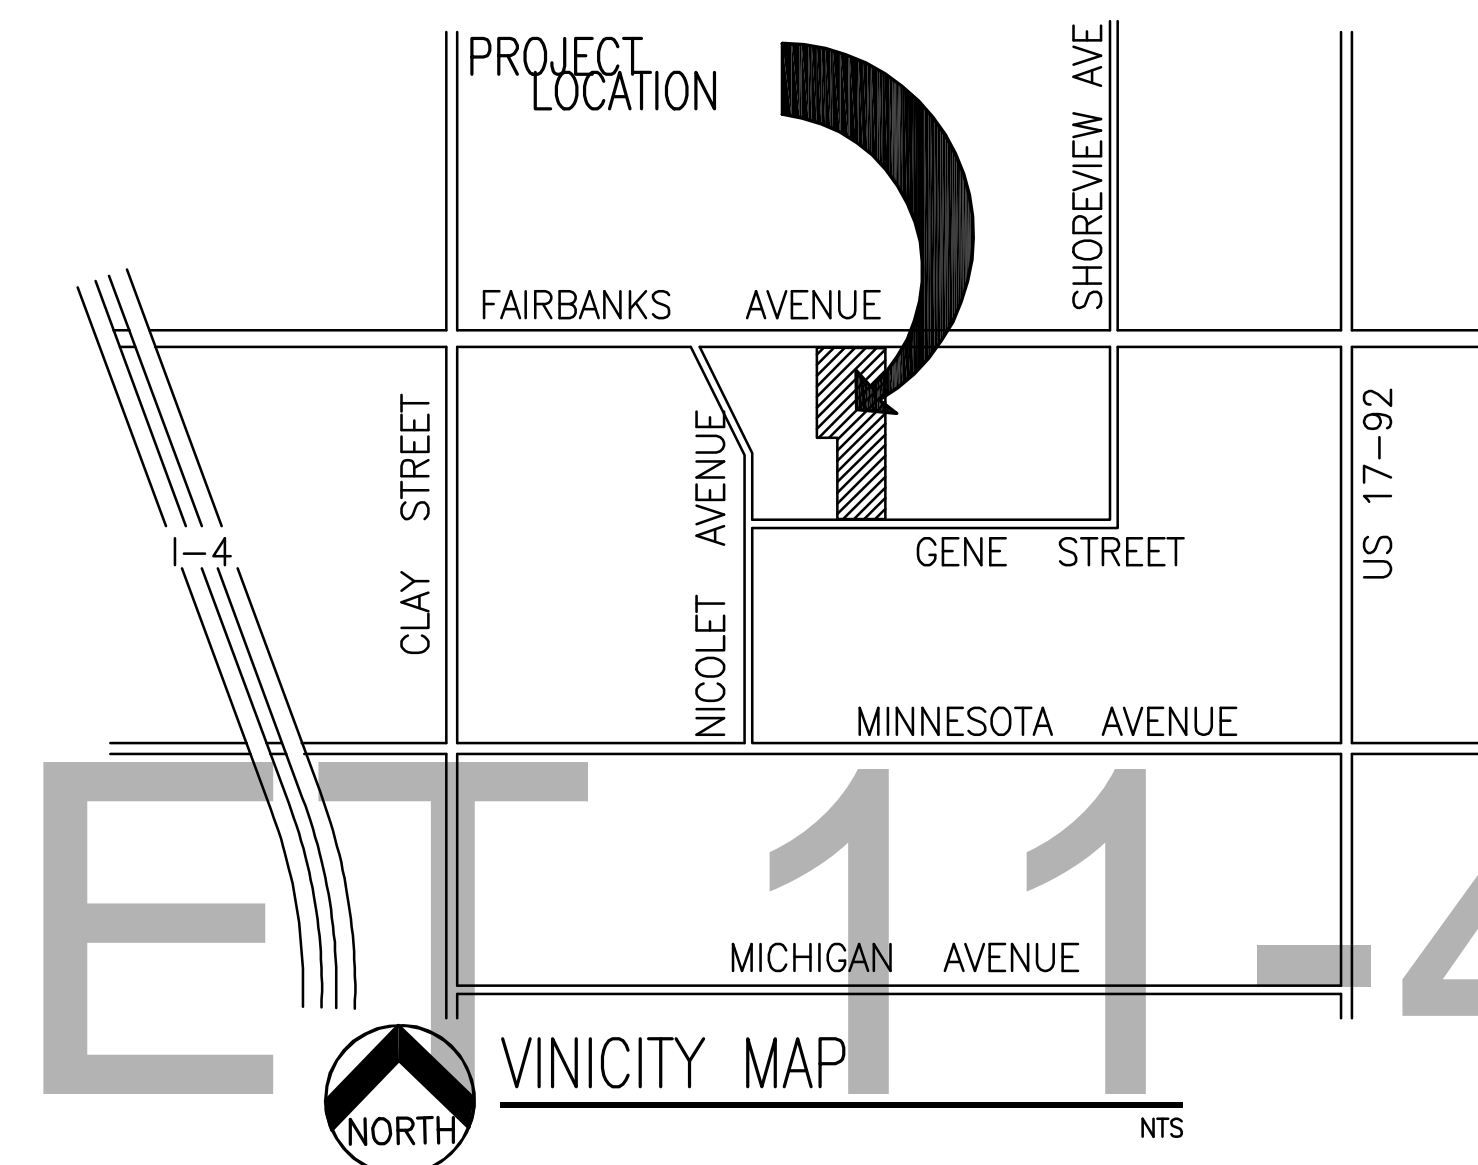 PROJECT
LOCATION
SHOREVIEW AVE
FAIRBANKS AVENUE
CLAY STREET
NICOLET AVENUE
US 17-92
I-4
GENE STREET
MINNESOTA AVENUE
ET 11-4
MICHIGAN AVENUE
VINICITY MAP
NORTH
NTS